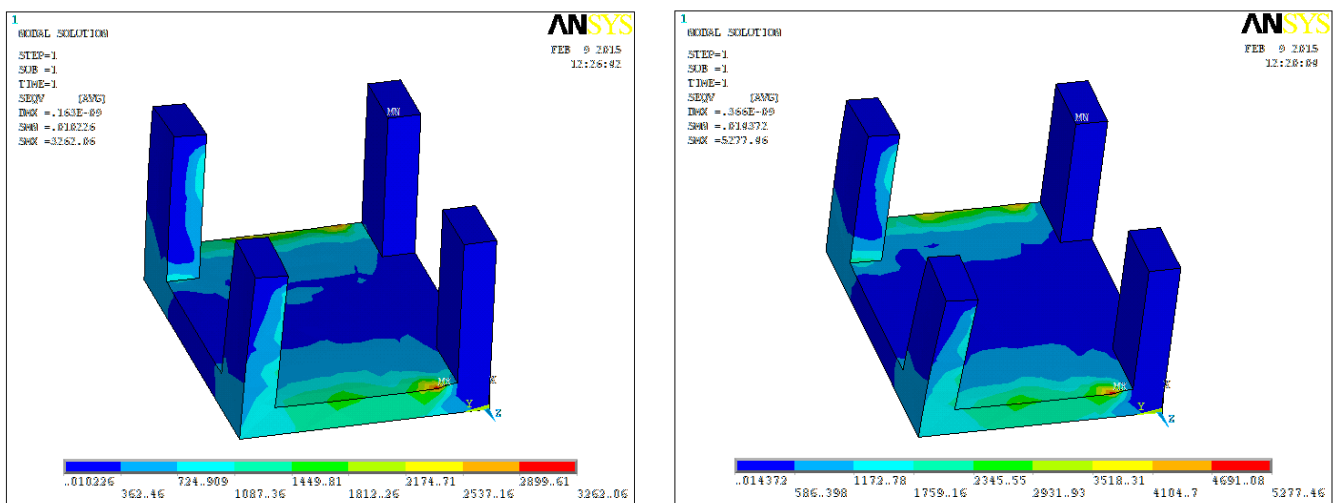 1
NODAL SOLUTION
STEP=1
SUB =1
TIME=1
SEQV (AVG)
DMX =.163E-09
SMN =.010226
SMX =3262.06
ANSYS
FEB 9 2015
12:26:42
MN
MX
X
Y
Z
.010226 724.909 1449.81 2174.71 2899.61
362.46 1087.36 1812.26 2537.16 3262.06
1
NODAL SOLUTION
STEP=1
SUB =1
TIME=1
SEQV (AVG)
DMX =.366E-09
SMN =.014372
SMX =5277.46
ANSYS
FEB 9 2015
12:20:04
MN
MX
X
Y
Z
.014372 1172.78 2345.55 3518.31 4691.08
586.398 1759.16 2931.93 4104.7 5277.46